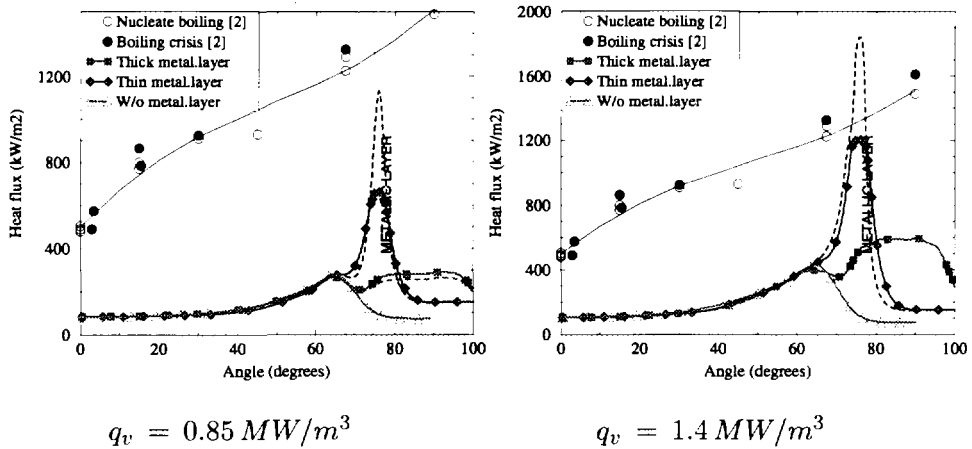 Nucleate boiling [2]
Boiling crisis [2]
Thick metal.layer
Thin metal.layer
W/o metal.layer
1200
800
400
0
Heat flux (kW/m2)
METALLIC LAYER
0 20 40 60 80 100
Angle (degrees)
q_v = 0.85 MW/m³
2000
1600
1200
800
400
0
Heat flux (kW/m2)
Nucleate boiling [2]
Boiling crisis [2]
Thick metal.layer
Thin metal.layer
W/o metal.layer
METALLIC LAYER
0 20 40 60 80 100
Angle (degrees)
q_v = 1.4 MW/m³